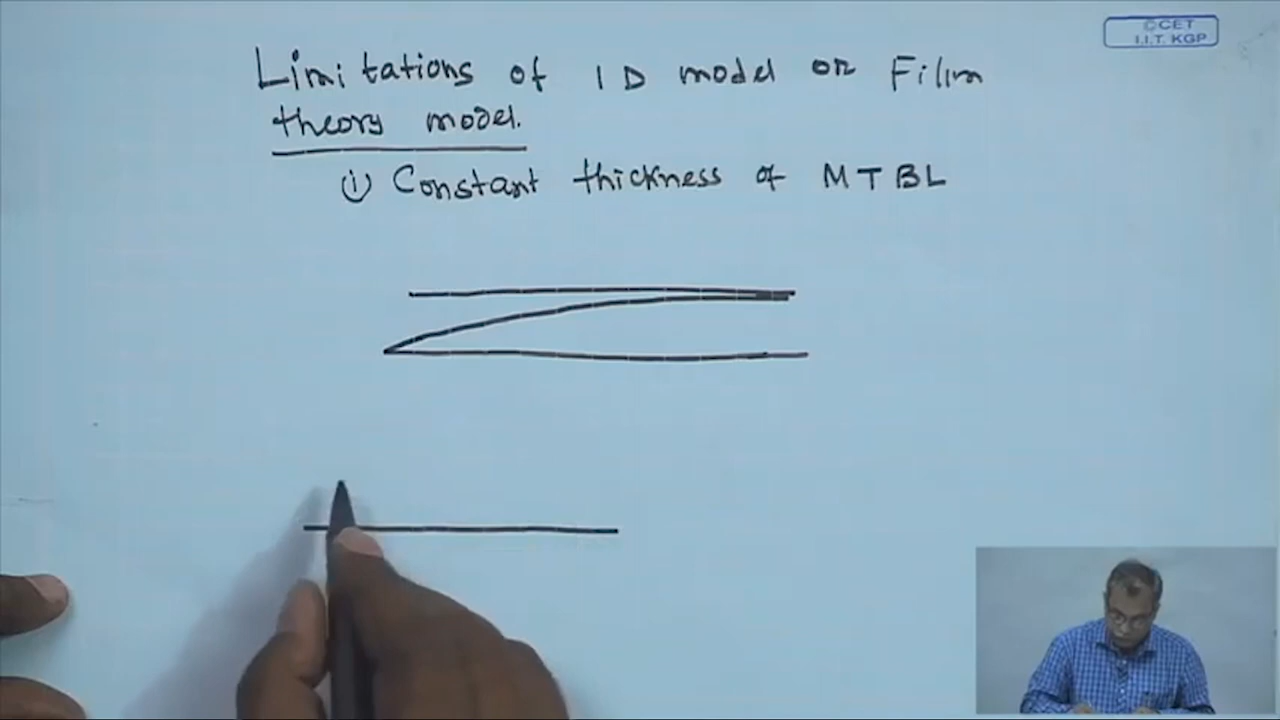 ©CET
I.I.T. KGP
Limitations of 1D model or Film
theory model.
(i) Constant thickness of MTBL